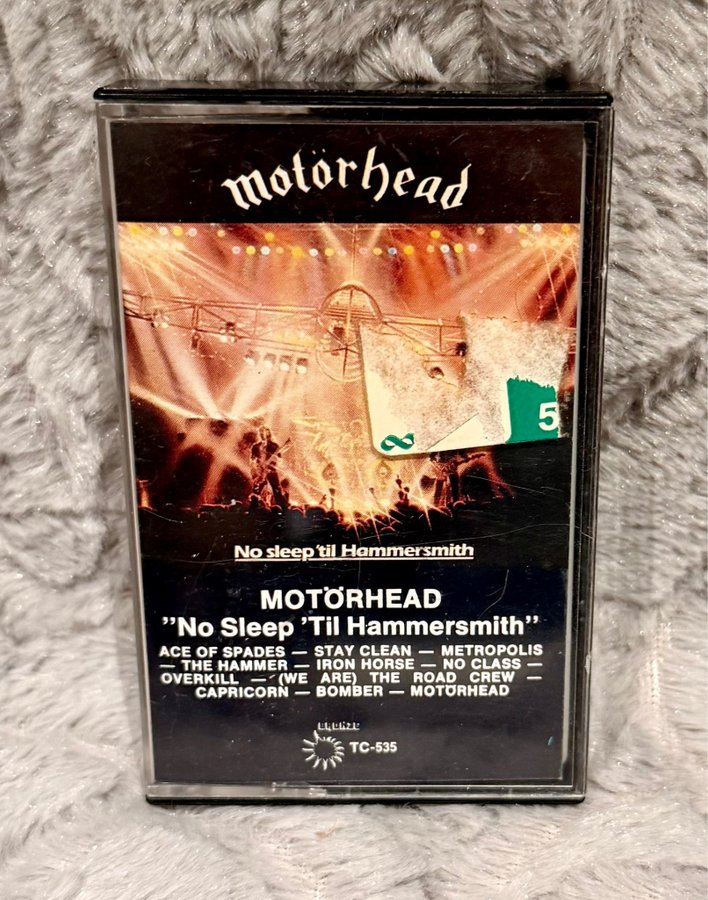 motörhead
5
No sleep 'til Hammersmith
MOTÖRHEAD
"No Sleep 'Til Hammersmith"
ACE OF SPADES — STAY CLEAN — METROPOLIS
— THE HAMMER — IRON HORSE — NO CLASS —
OVERKILL — (WE ARE) THE ROAD CREW —
CAPRICORN — BOMBER — MOTÖRHEAD
BRONZE
TC-535